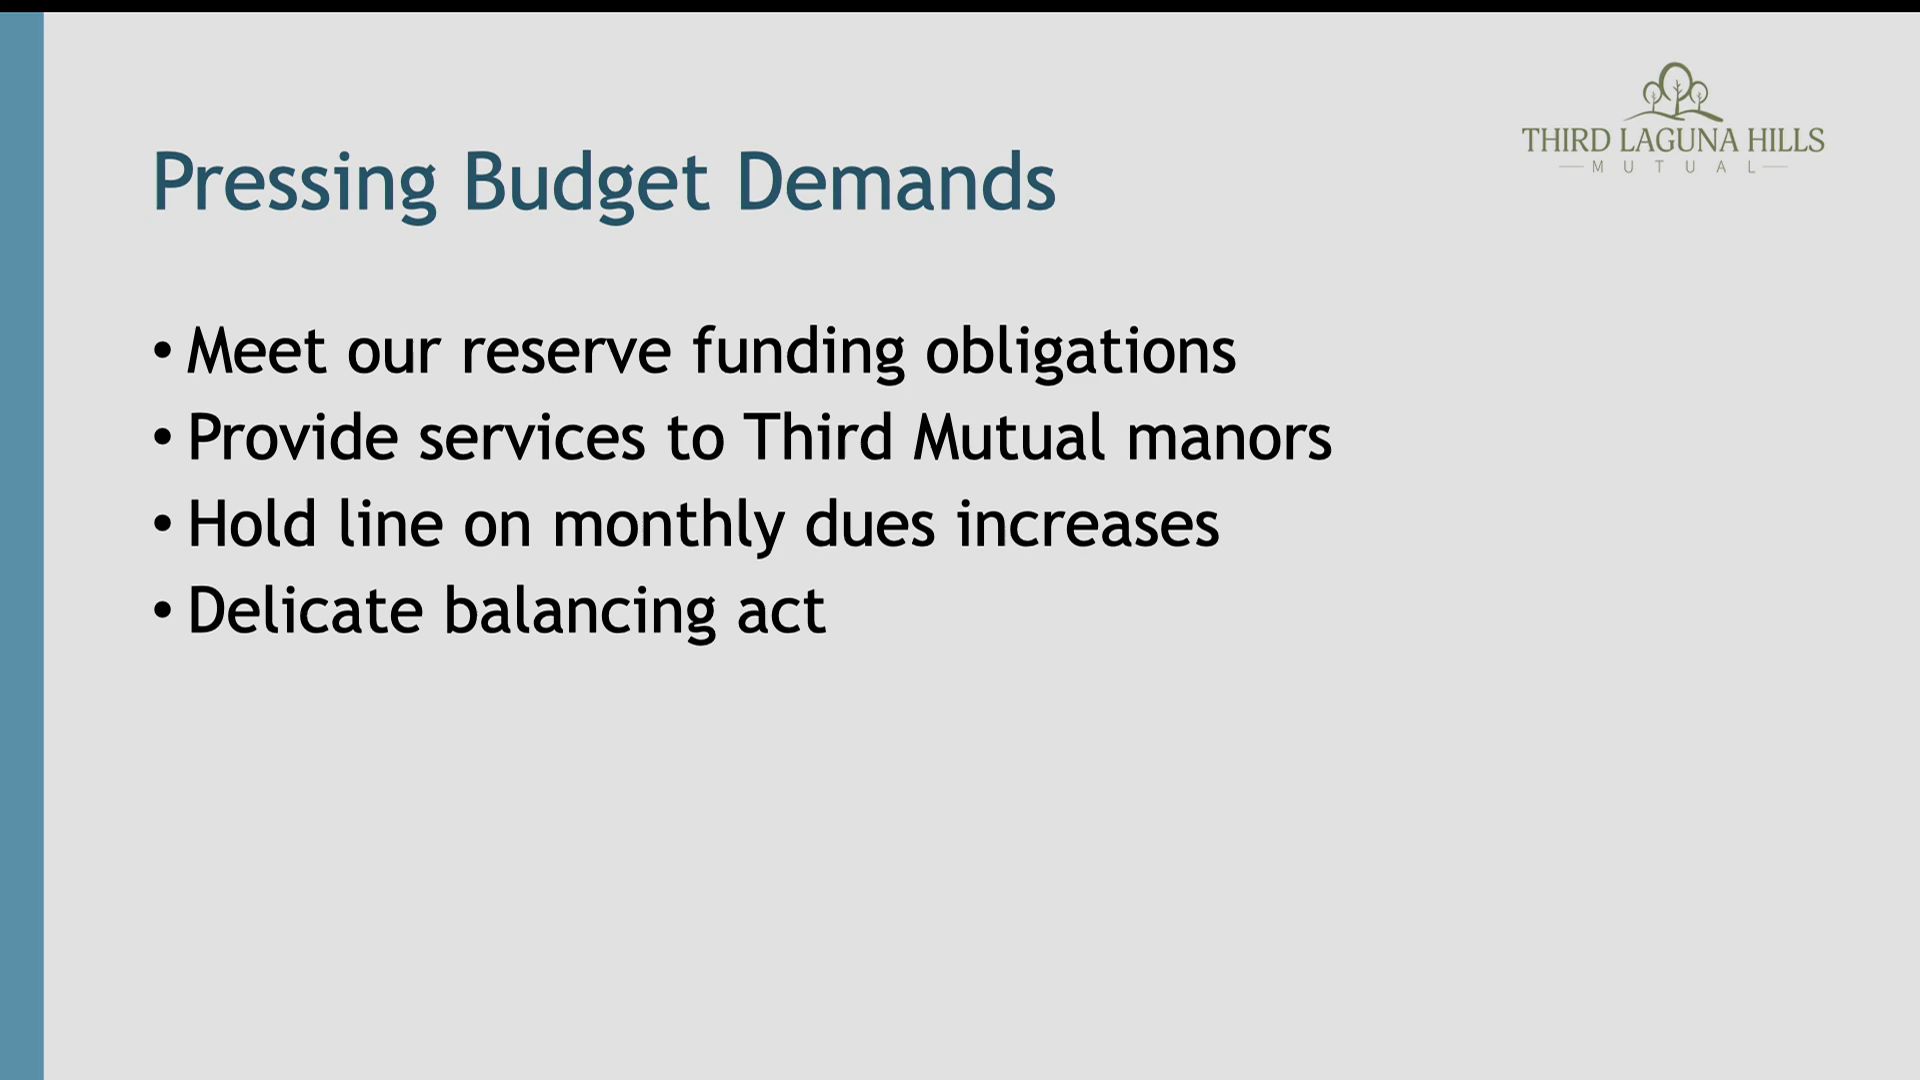 THIRD LAGUNA HILLS
MUTUAL
Pressing Budget Demands
• Meet our reserve funding obligations
• Provide services to Third Mutual manors
• Hold line on monthly dues increases
• Delicate balancing act